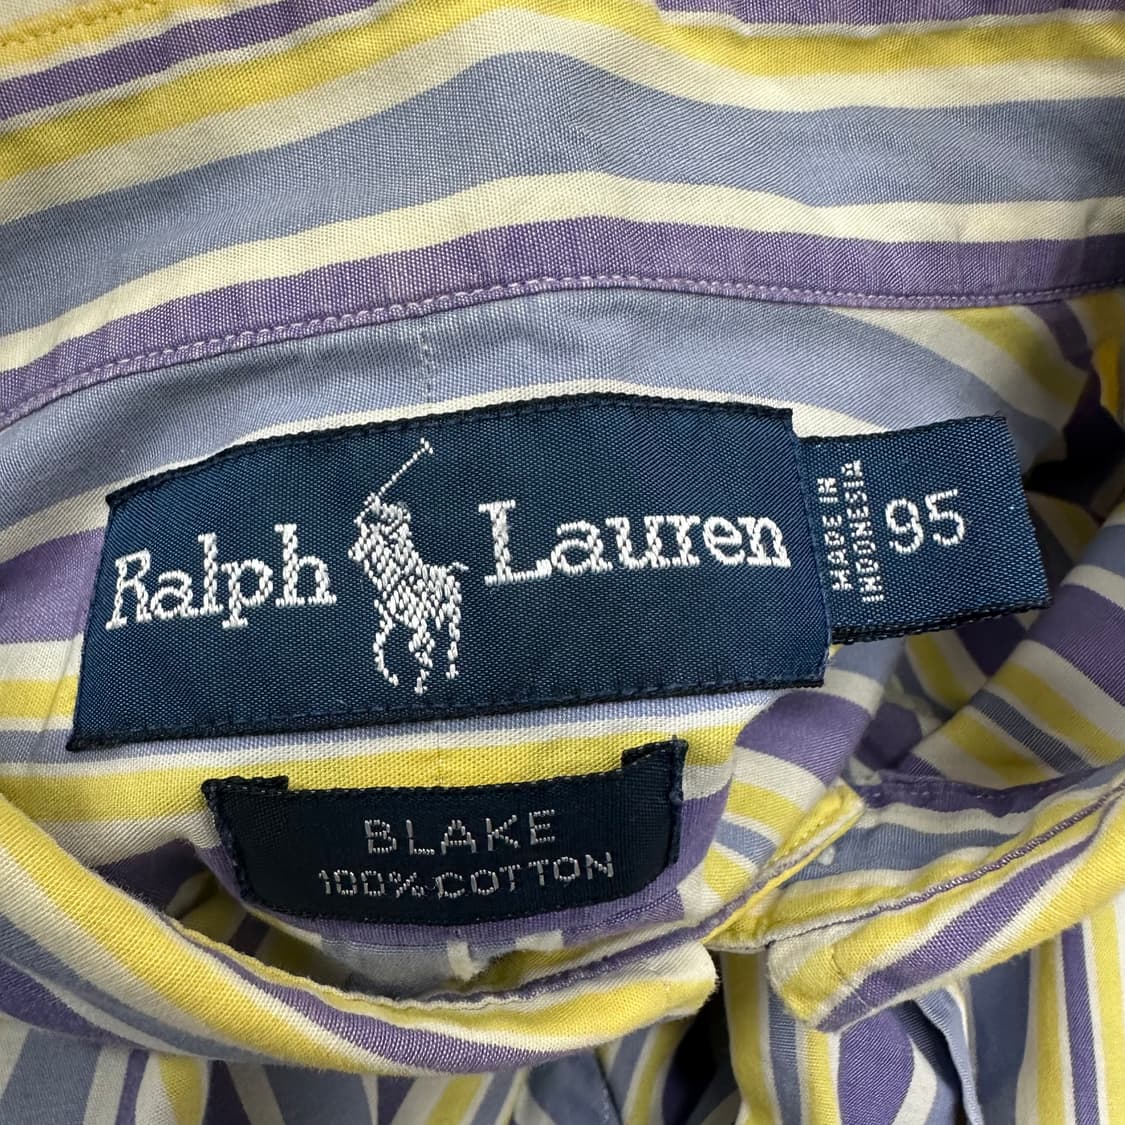 Ralph Lauren
MADE IN
INDONESIA
95
BLAKE
100% COTTON